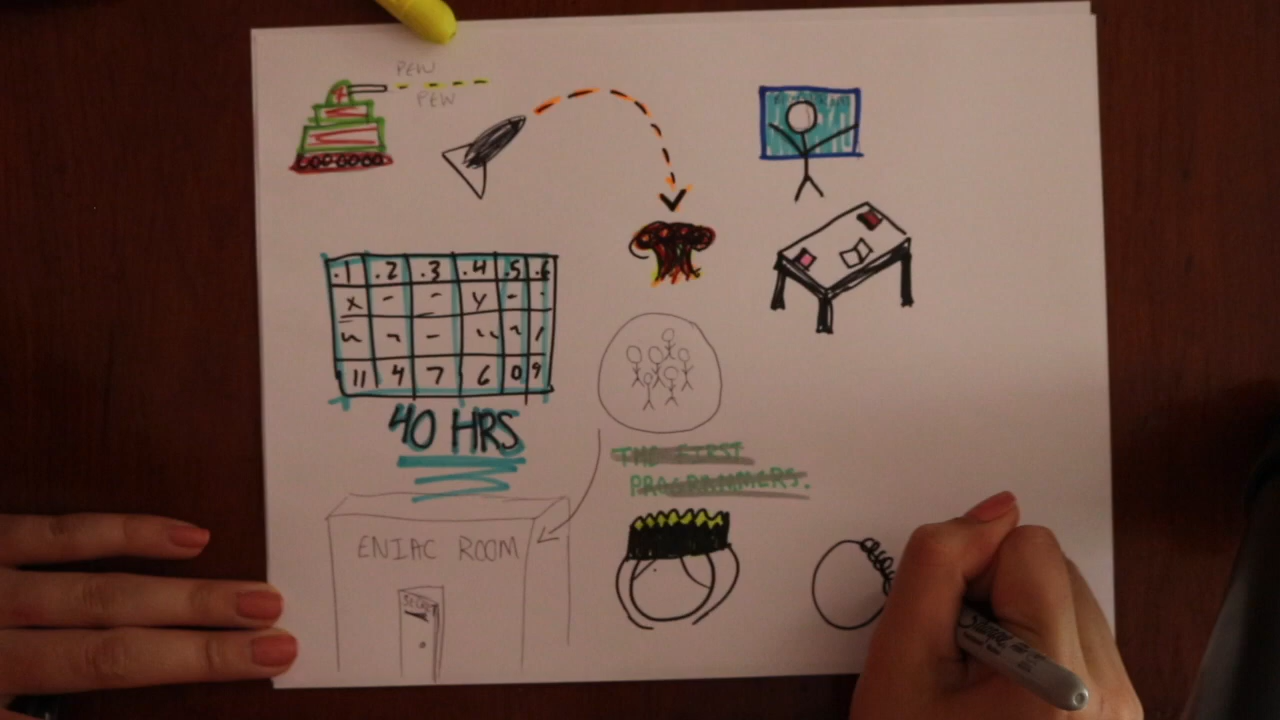 PEW
PEW
.1 .2 .3 .4 .5 .6
x - - y - -
11 4 7 6 0 9
40 HRS
THE FIRST
PROGRAMMERS.
ENIAC ROOM
SECRET